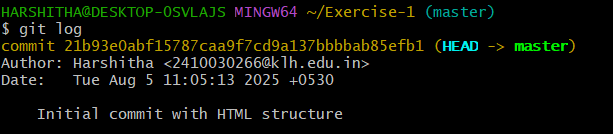 HARSHITHA@DESKTOP-OSVLAJS MINGW64 ~/Exercise-1 (master)
$ git log
commit 21b93e0abf15787caa9f7cd9a137bbbbab85efb1 (HEAD -> master)
Author: Harshitha <2410030266@klh.edu.in>
Date:   Tue Aug 5 11:05:13 2025 +0530

    Initial commit with HTML structure